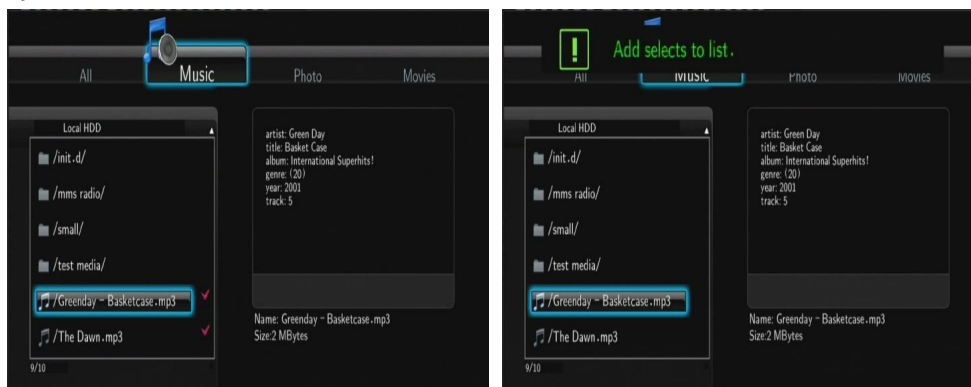 All Music Photo Movies
Local HDD
/init.d/
/mms radio/
/small/
/test media/
/Greenday - Basketcase.mp3
/The Dawn.mp3
9/10
artist: Green Day
title: Basket Case
album: International Superhits!
genre: (20)
year: 2001
track: 5
Name: Greenday - Basketcase.mp3
Size:2 MBytes
! Add selects to list.
All Music Photo Movies
Local HDD
/init.d/
/mms radio/
/small/
/test media/
/Greenday - Basketcase.mp3
/The Dawn.mp3
9/10
artist: Green Day
title: Basket Case
album: International Superhits!
genre: (20)
year: 2001
track: 5
Name: Greenday - Basketcase.mp3
Size:2 MBytes